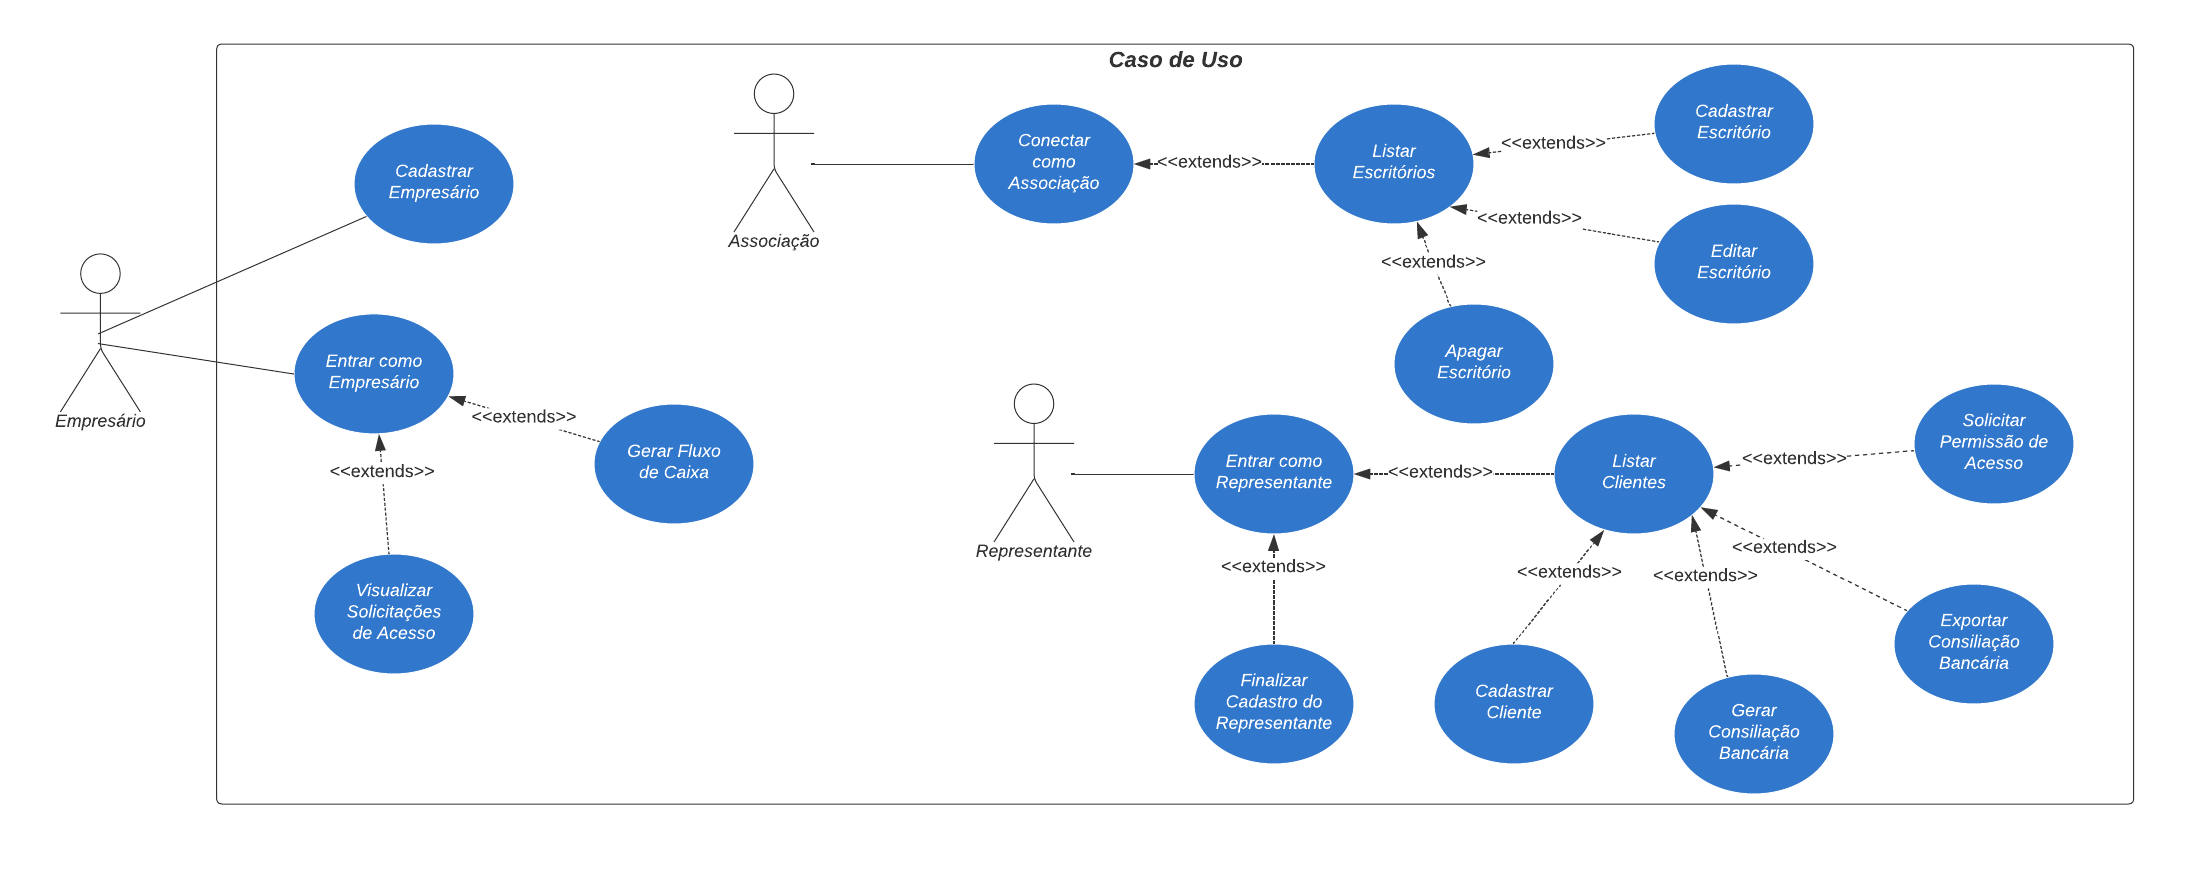 Caso de Uso
Cadastrar
Empresário
Empresário
Entrar como
Empresário
<<extends>>
Gerar Fluxo
de Caixa
<<extends>>
Visualizar
Solicitações
de Acesso
Associação
Conectar
como
Associação
<<extends>>
Listar
Escritórios
<<extends>>
Cadastrar
Escritório
<<extends>>
Editar
Escritório
<<extends>>
Apagar
Escritório
Representante
Entrar como
Representante
<<extends>>
Listar
Clientes
<<extends>>
Solicitar
Permissão de
Acesso
<<extends>>
Finalizar
Cadastro do
Representante
<<extends>>
Cadastrar
Cliente
<<extends>>
Gerar
Consiliação
Bancária
<<extends>>
Exportar
Consiliação
Bancária